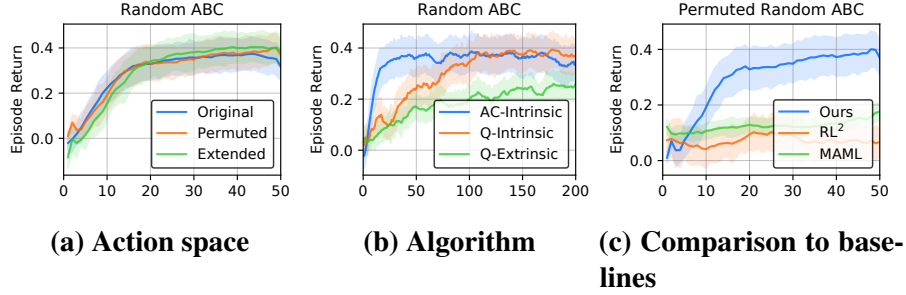 Random ABC
Episode Return
0.4
0.2
0.0
0 10 20 30 40 50
Original
Permuted
Extended
(a) Action space
Random ABC
Episode Return
0.4
0.2
0.0
0 50 100 150 200
AC-Intrinsic
Q-Intrinsic
Q-Extrinsic
(b) Algorithm
Permuted Random ABC
Episode Return
0.4
0.2
0.0
0 10 20 30 40 50
Ours
RL²
MAML
(c) Comparison to base-
lines